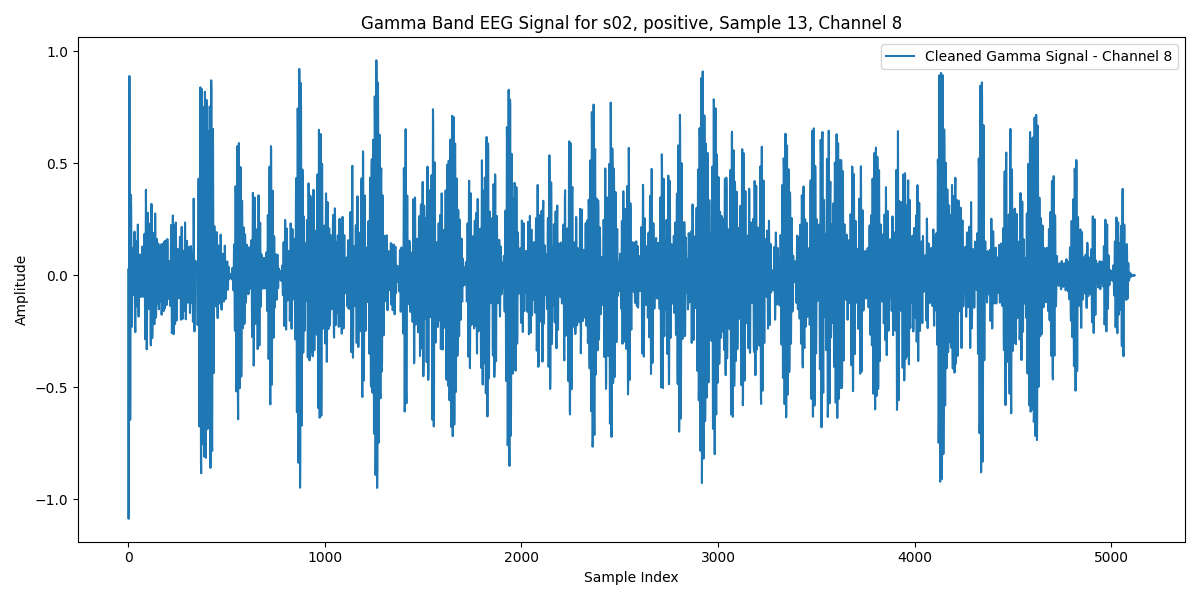 Gamma Band EEG Signal for s02, positive, Sample 13, Channel 8
Cleaned Gamma Signal - Channel 8
Amplitude
1.0
0.5
0.0
−0.5
−1.0
0 1000 2000 3000 4000 5000
Sample Index